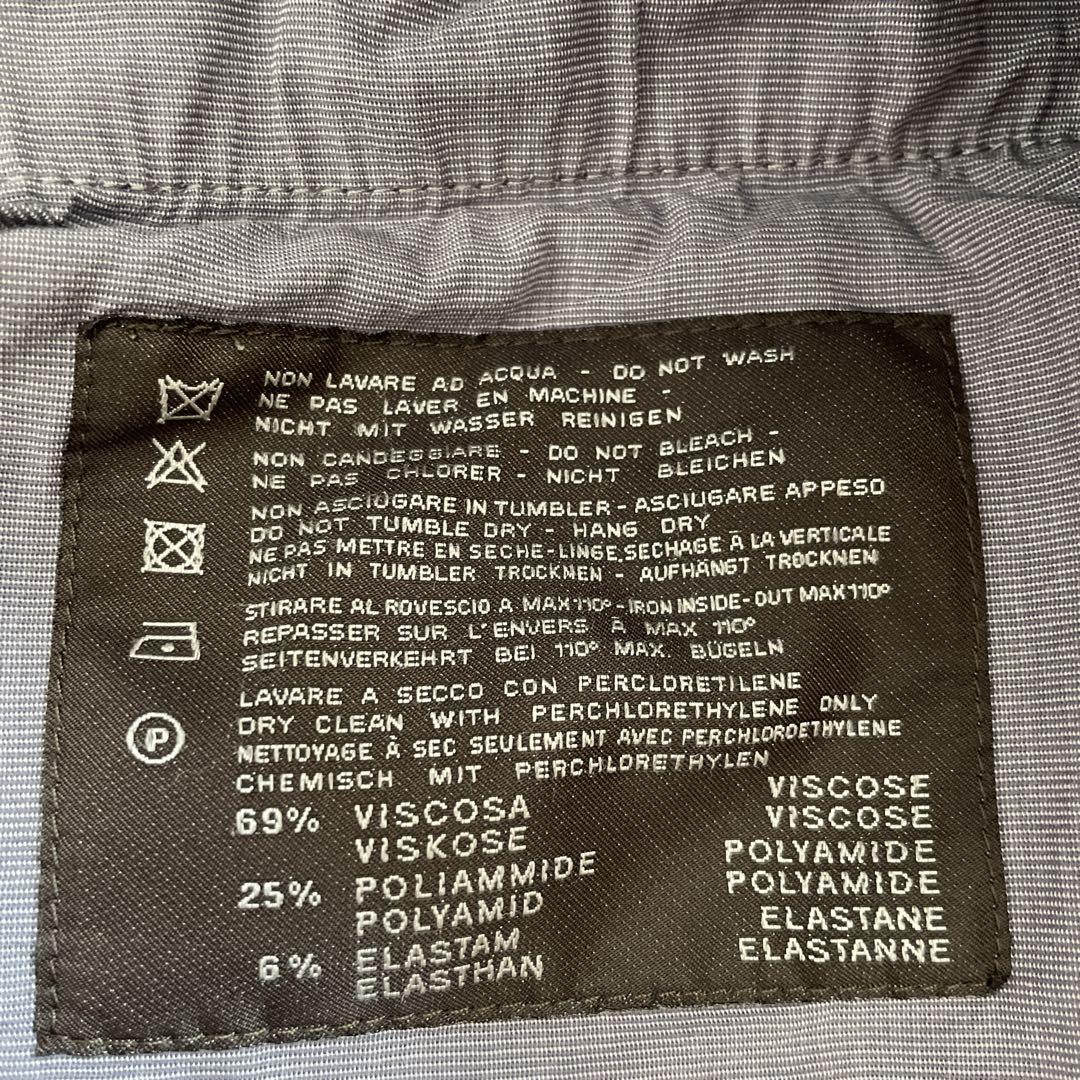 NON LAVARE AD ACQUA - DO NOT WASH
NE PAS LAVER EN MACHINE -
NICHT MIT WASSER REINIGEN
NON CANDEGGIARE - DO NOT BLEACH -
NE PAS CHLORER - NICHT BLEICHEN
NON ASCIUGARE IN TUMBLER - ASCIUGARE APPESO
DO NOT TUMBLE DRY - HANG DRY
NE PAS METTRE EN SECHE-LINGE.SECHAGE À LA VERTICALE
NICHT IN TUMBLER TROCKNEN - AUFHÄNGT TROCKNEN
STIRARE AL ROVESCIO A MAX 110° - IRON INSIDE-OUT MAX 110°
REPASSER SUR L'ENVERS À MAX 110°
SEITENVERKEHRT BEI 110° MAX. BÜGELN
LAVARE A SECCO CON PERCLORETILENE
P DRY CLEAN WITH PERCHLORETHYLENE ONLY
NETTOYAGE À SEC SEULEMENT AVEC PERCHLOROETHYLENE
CHEMISCH MIT PERCHLORETHYLEN
69% VISCOSA VISCOSE
VISKOSE VISCOSE
25% POLIAMMIDE POLYAMIDE
POLYAMID POLYAMIDE
6% ELASTAM ELASTANE
ELASTHAN ELASTANNE